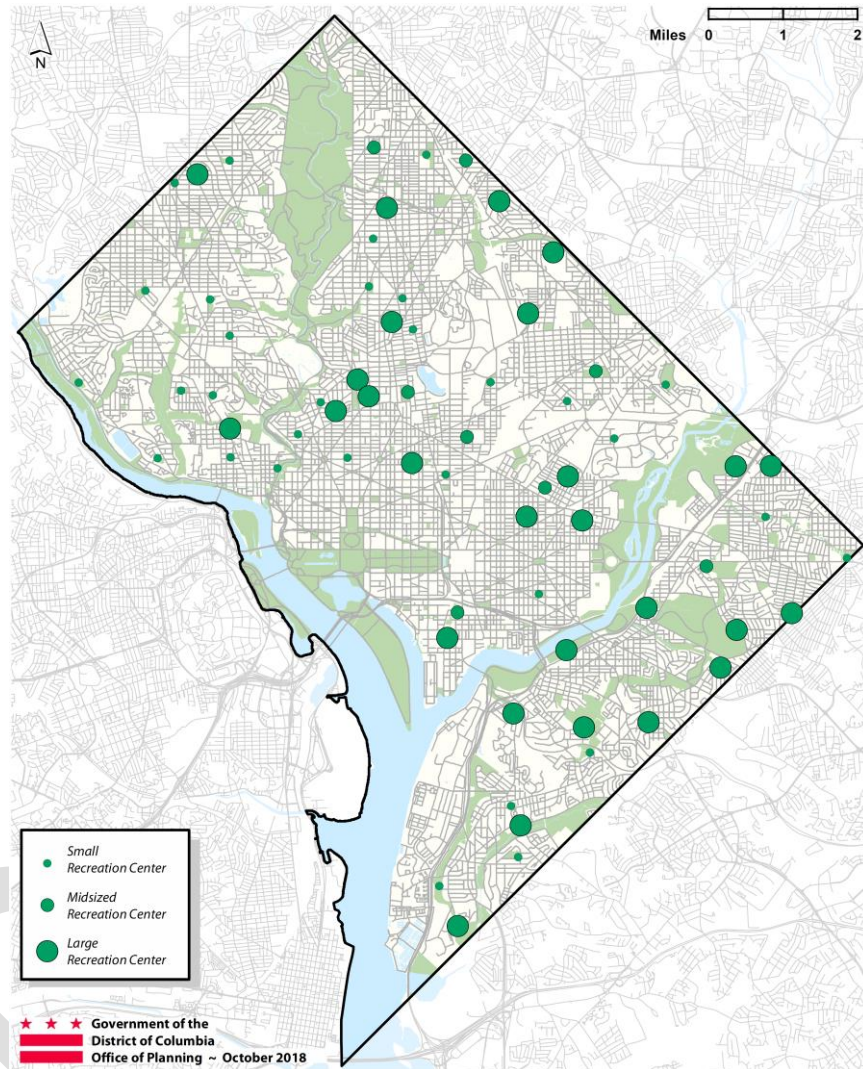 N
Miles 0 1 2
Small
Recreation Center
Midsized
Recreation Center
Large
Recreation Center
Government of the
District of Columbia
Office of Planning ~ October 2018